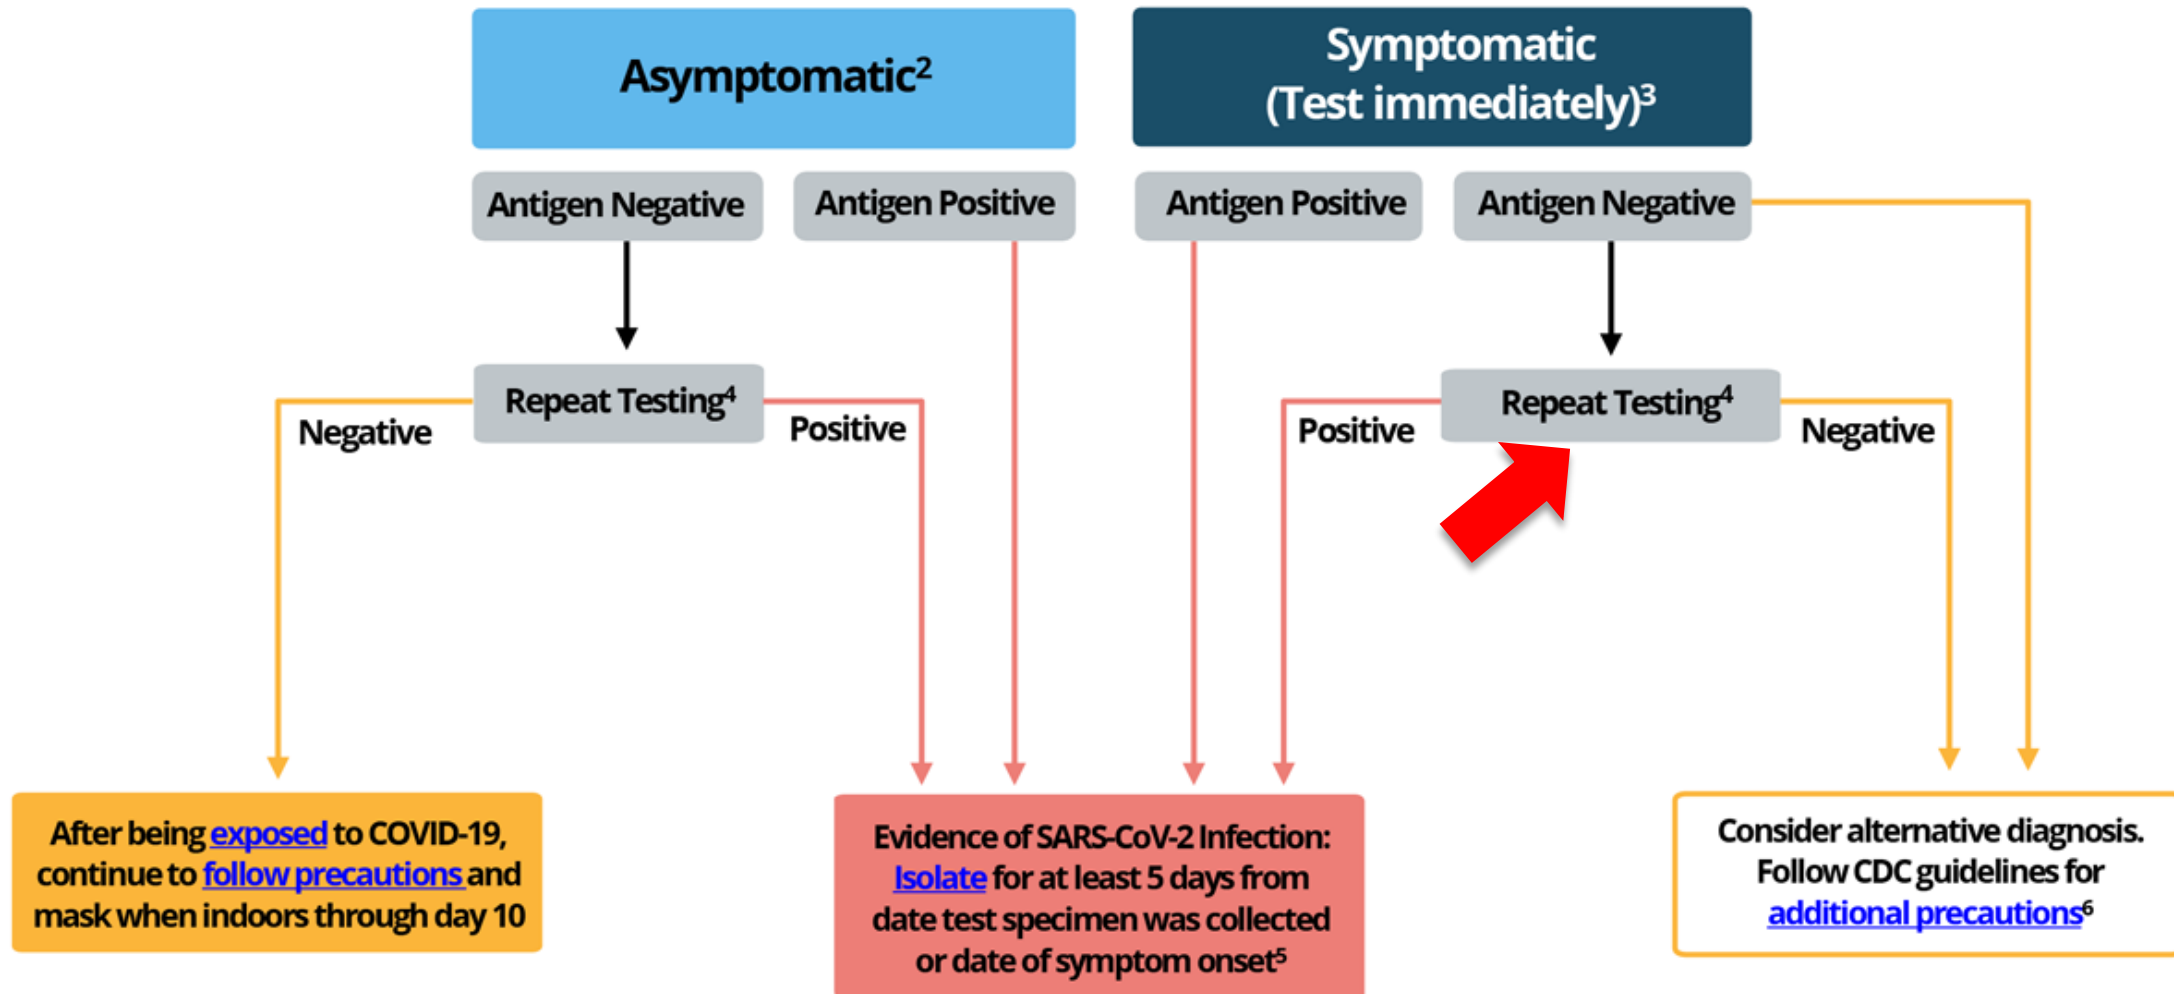 Asymptomatic²
Symptomatic
(Test immediately)³
Antigen Negative
Antigen Positive
Antigen Positive
Antigen Negative
Repeat Testing⁴
Negative
Positive
Repeat Testing⁴
Positive
Negative
After being exposed to COVID-19,
continue to follow precautions and
mask when indoors through day 10
Evidence of SARS-CoV-2 Infection:
Isolate for at least 5 days from
date test specimen was collected
or date of symptom onset⁵
Consider alternative diagnosis.
Follow CDC guidelines for
additional precautions⁶